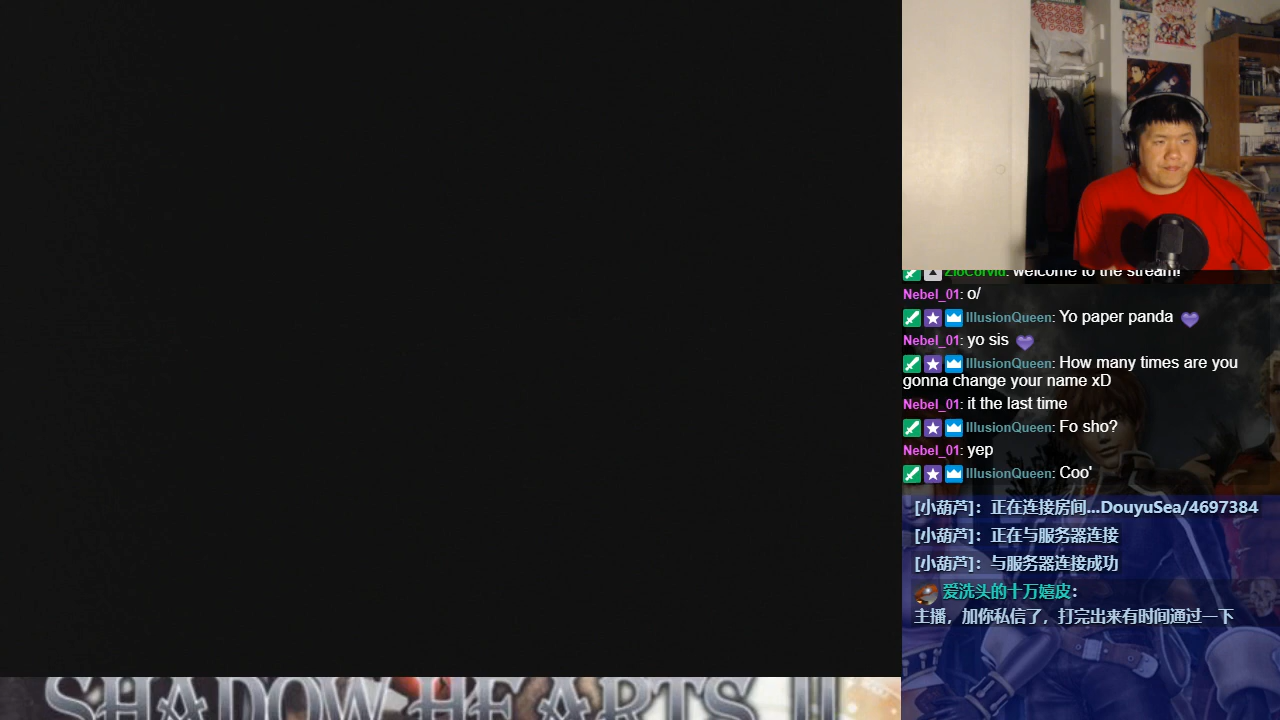 ZioCorvid: welcome to the stream!
Nebel_01: o/
IllusionQueen: Yo paper panda
Nebel_01: yo sis
IllusionQueen: How many times are you
gonna change your name xD
Nebel_01: it the last time
IllusionQueen: Fo sho?
Nebel_01: yep
IllusionQueen: Coo'
[小葫芦]：正在连接房间...DouyuSea/4697384
[小葫芦]：正在与服务器连接
[小葫芦]：与服务器连接成功
爱洗头的十万嬉皮：
主播，加你私信了，打完出来有时间通过一下
SHADOW HEARTS II